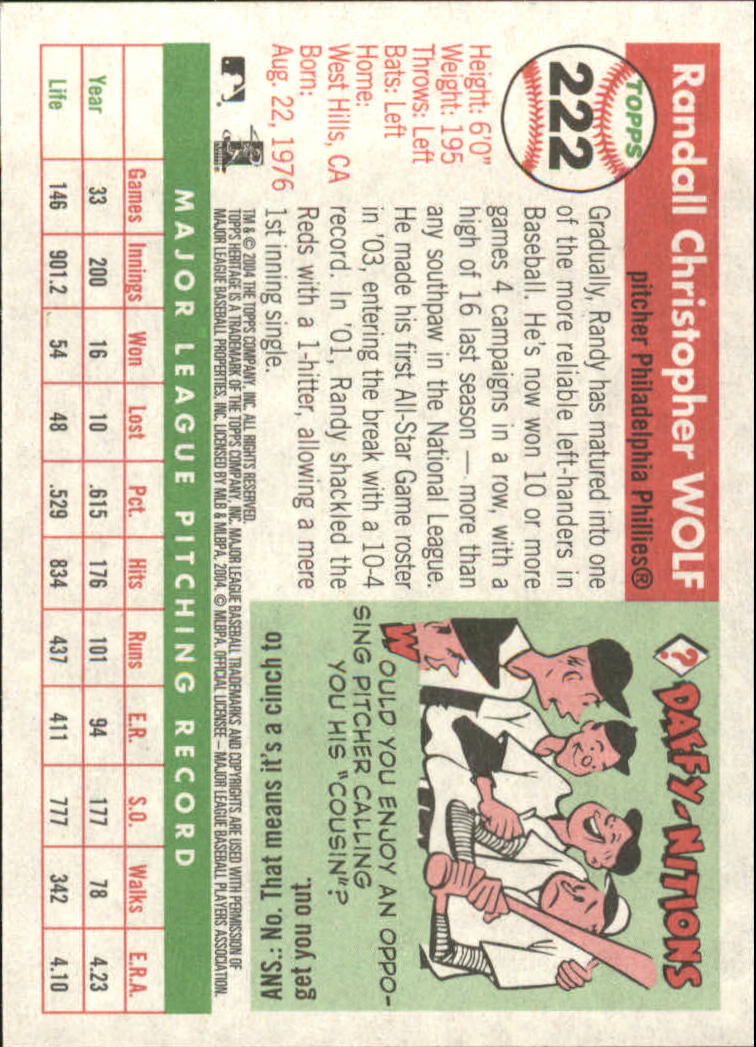 Randall Christopher WOLF
pitcher Philadelphia Phillies®
TOPPS
222
Height: 6'0"
Weight: 195
Throws: Left
Bats: Left
Home:
West Hills, CA
Born:
Aug. 22, 1976
Gradually, Randy has matured into one
of the more reliable left-handers in
Baseball. He's now won 10 or more
games 4 campaigns in a row, with a
high of 16 last season — more than
any southpaw in the National League.
He made his first All-Star Game roster
in '03, entering the break with a 10-4
record. In '01, Randy shackled the
Reds with a 1-hitter, allowing a mere
1st inning single.
? DAFFY-NITIONS
WOULD YOU ENJOY AN OPPO-
SING PITCHER CALLING
YOU HIS "COUSIN"?
ANS.: No. That means it's a cinch to
get you out.
TM & © 2004 THE TOPPS COMPANY, INC. ALL RIGHTS RESERVED.
TOPPS HERITAGE IS A TRADEMARK OF THE TOPPS COMPANY, INC. MAJOR LEAGUE BASEBALL TRADEMARKS AND COPYRIGHTS ARE USED WITH PERMISSION OF
MAJOR LEAGUE BASEBALL PROPERTIES, INC. LICENSED BY MLB & MLBPA, 2004. © MLBPA. OFFICIAL LICENSEE – MAJOR LEAGUE BASEBALL PLAYERS ASSOCIATION.
MAJOR LEAGUE PITCHING RECORD
Games Innings Won Lost Pct. Hits Runs E.R. S.O. Walks E.R.A.
Year 33 200 16 10 .615 176 101 94 177 78 4.23
Life 146 901.2 54 48 .529 834 437 411 777 342 4.10